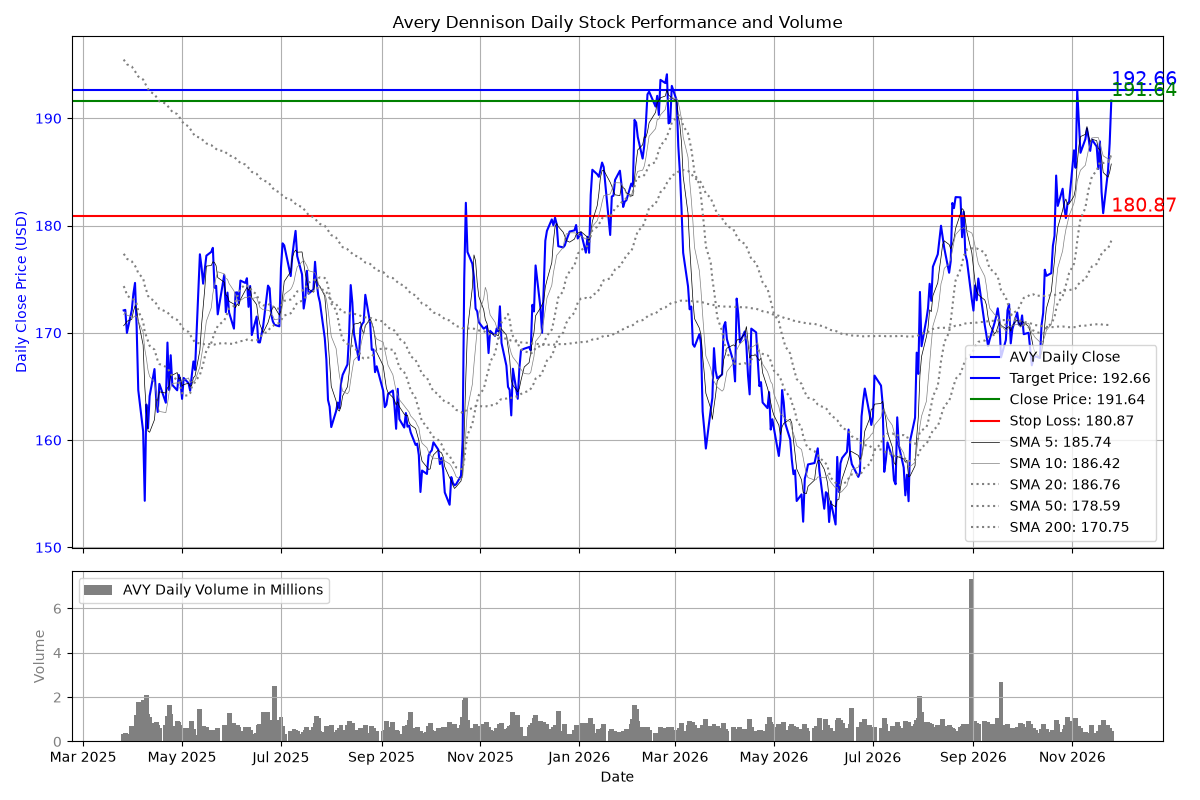 Avery Dennison Daily Stock Performance and Volume
Daily Close Price (USD)
190
180
170
160
150
192.66
191.64
180.87
AVY Daily Close
Target Price: 192.66
Close Price: 191.64
Stop Loss: 180.87
SMA 5: 185.74
SMA 10: 186.42
SMA 20: 186.76
SMA 50: 178.59
SMA 200: 170.75
AVY Daily Volume in Millions
Volume
6
4
2
0
Mar 2025 May 2025 Jul 2025 Sep 2025 Nov 2025 Jan 2026 Mar 2026 May 2026 Jul 2026 Sep 2026 Nov 2026
Date